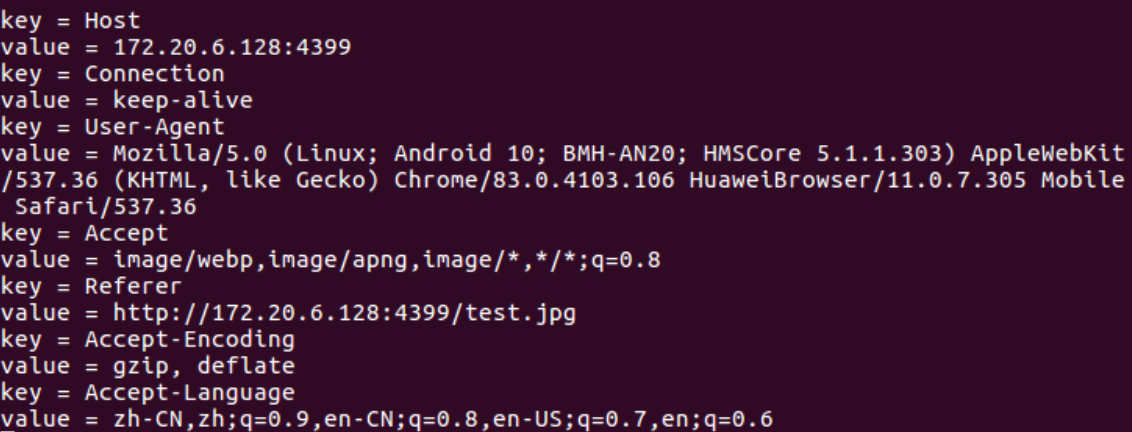 key = Host
value = 172.20.6.128:4399
key = Connection
value = keep-alive
key = User-Agent
value = Mozilla/5.0 (Linux; Android 10; BMH-AN20; HMSCore 5.1.1.303) AppleWebKit
/537.36 (KHTML, like Gecko) Chrome/83.0.4103.106 HuaweiBrowser/11.0.7.305 Mobile
 Safari/537.36
key = Accept
value = image/webp,image/apng,image/*,*/*;q=0.8
key = Referer
value = http://172.20.6.128:4399/test.jpg
key = Accept-Encoding
value = gzip, deflate
key = Accept-Language
value = zh-CN,zh;q=0.9,en-CN;q=0.8,en-US;q=0.7,en;q=0.6